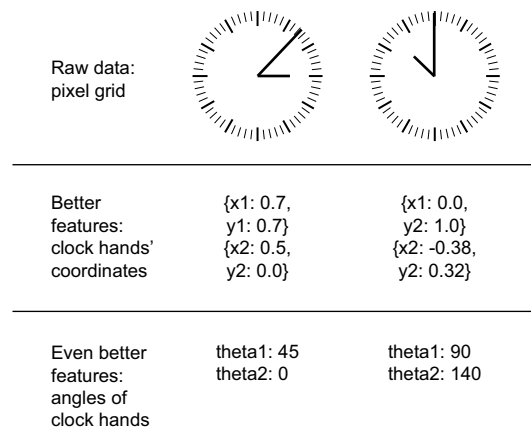 Raw data:
pixel grid
Better
features:
clock hands’
coordinates
{x1: 0.7,
y1: 0.7}
{x2: 0.5,
y2: 0.0}
{x1: 0.0,
y2: 1.0}
{x2: -0.38,
y2: 0.32}
Even better
features:
angles of
clock hands
theta1: 45
theta2: 0
theta1: 90
theta2: 140